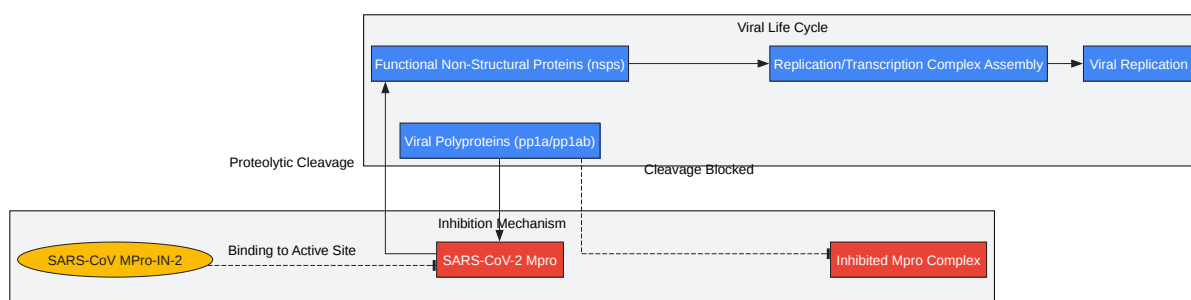 Viral Life Cycle
Functional Non-Structural Proteins (nsps)
Replication/Transcription Complex Assembly
Viral Replication
Viral Polyproteins (pp1a/pp1ab)
Proteolytic Cleavage
Cleavage Blocked
Inhibition Mechanism
Binding to Active Site
SARS-CoV MPro-IN-2
SARS-CoV-2 Mpro
Inhibited Mpro Complex